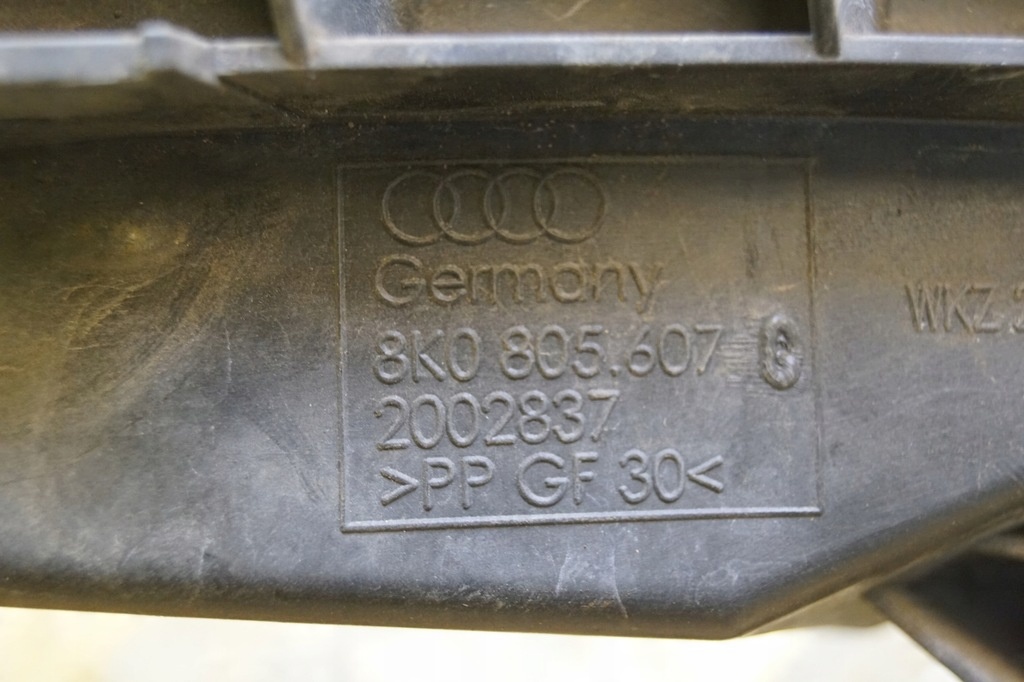 Germany
8K0 805.607
2002837
>PP GF 30<
WKZ